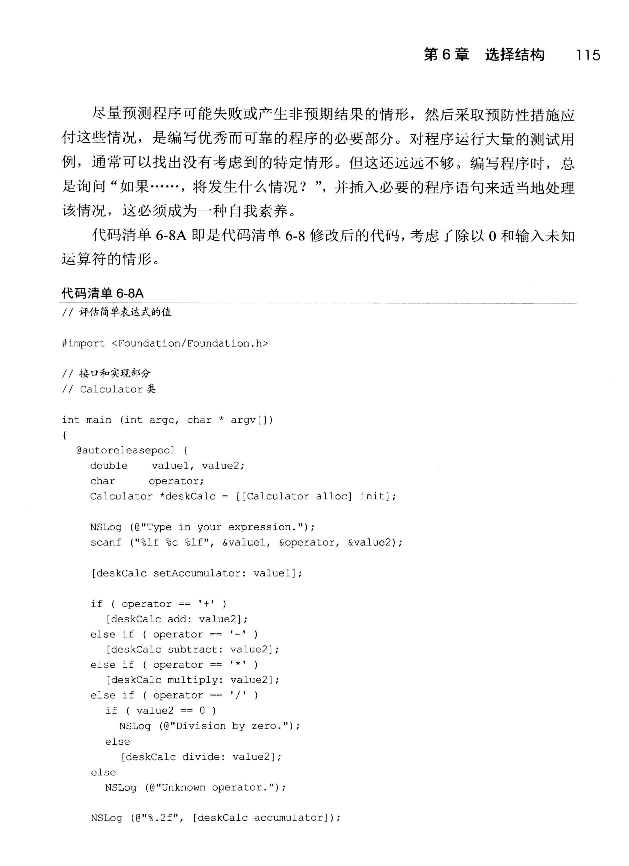 第 6 章 选择结构 115
尽量预测程序可能失败或产生非预期结果的情形，然后采取预防性措施应
付这些情况，是编写优秀而可靠的程序的必要部分。对程序运行大量的测试用
例，通常可以找出没有考虑到的特定情形。但这还远远不够。编写程序时，总
是询问“如果……，将发生什么情况？”，并插入必要的程序语句来适当地处理
该情况，这必须成为一种自我素养。
代码清单 6-8A 即是代码清单 6-8 修改后的代码，考虑了除以 0 和输入未知
运算符的情形。
代码清单 6-8A
// 评估简单表达式的值
#import <Foundation/Foundation.h>
// 接口和实现部分
// Calculator 类
int main (int argc, char * argv[])
{
@autoreleasepool {
double value1, value2;
char operator;
Calculator *deskCalc = [[Calculator alloc] init];
NSLog (@"Type in your expression.");
scanf ("%lf %c %lf", &value1, &operator, &value2);
[deskCalc setAccumulator: value1];
if ( operator == '+' )
[deskCalc add: value2];
else if ( operator == '-' )
[deskCalc subtract: value2];
else if ( operator == '*' )
[deskCalc multiply: value2];
else if ( operator == '/' )
if ( value2 == 0 )
NSLog (@"Division by zero.");
else
[deskCalc divide: value2];
else
NSLog (@"Unknown operator.");
NSLog (@"%.2f", [deskCalc accumulator]);